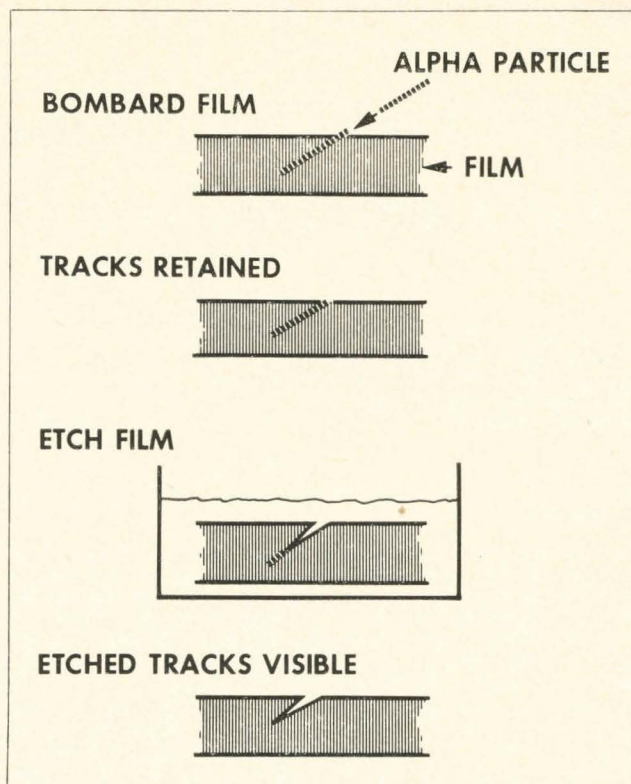 ALPHA PARTICLE
BOMBARD FILM
FILM
TRACKS RETAINED
ETCH FILM
ETCHED TRACKS VISIBLE